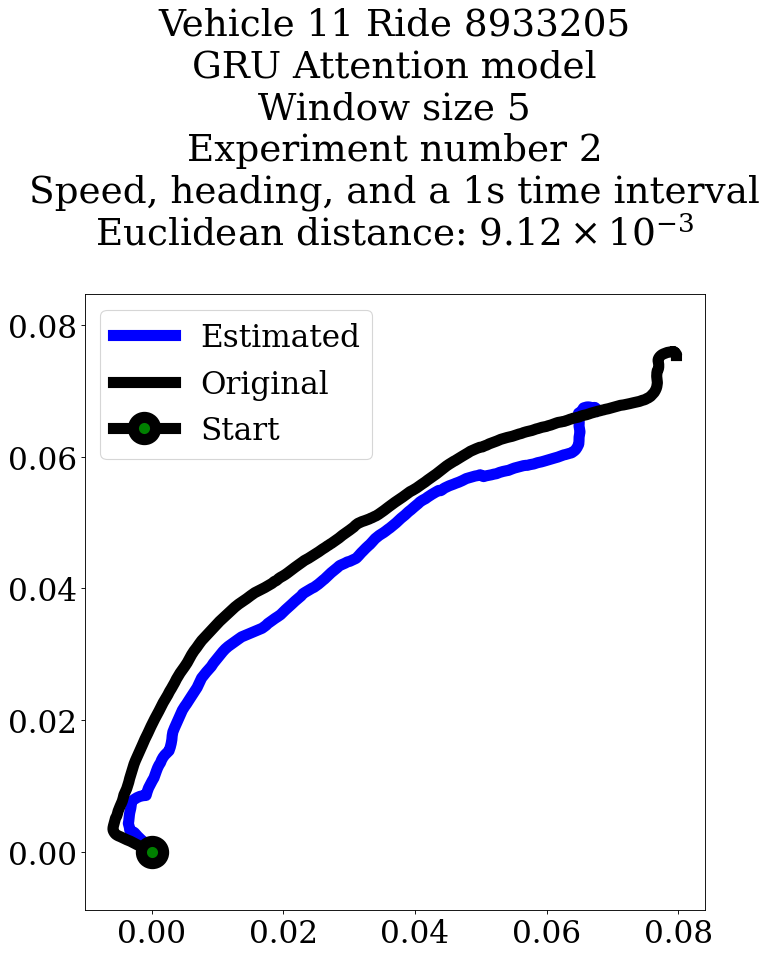 Vehicle 11 Ride 8933205
GRU Attention model
Window size 5
Experiment number 2
Speed, heading, and a 1s time interval
Euclidean distance: 9.12 × 10⁻³
Estimated
Original
Start
0.08
0.06
0.04
0.02
0.00
0.00 0.02 0.04 0.06 0.08